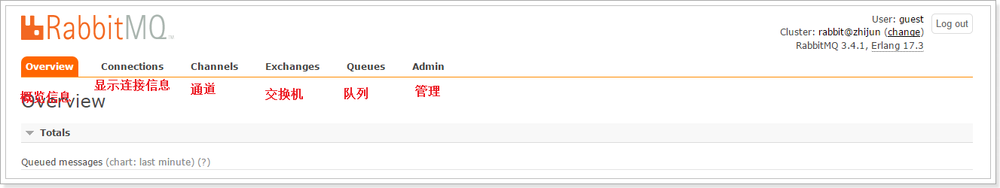 RabbitMQ TM
User: guest
Log out
Cluster: rabbit@zhijun (change)
RabbitMQ 3.4.1, Erlang 17.3
Overview Connections Channels Exchanges Queues Admin
概览信息 显示连接信息 通道 交换机 队列 管理
Overview
Totals
Queued messages (chart: last minute) (?)